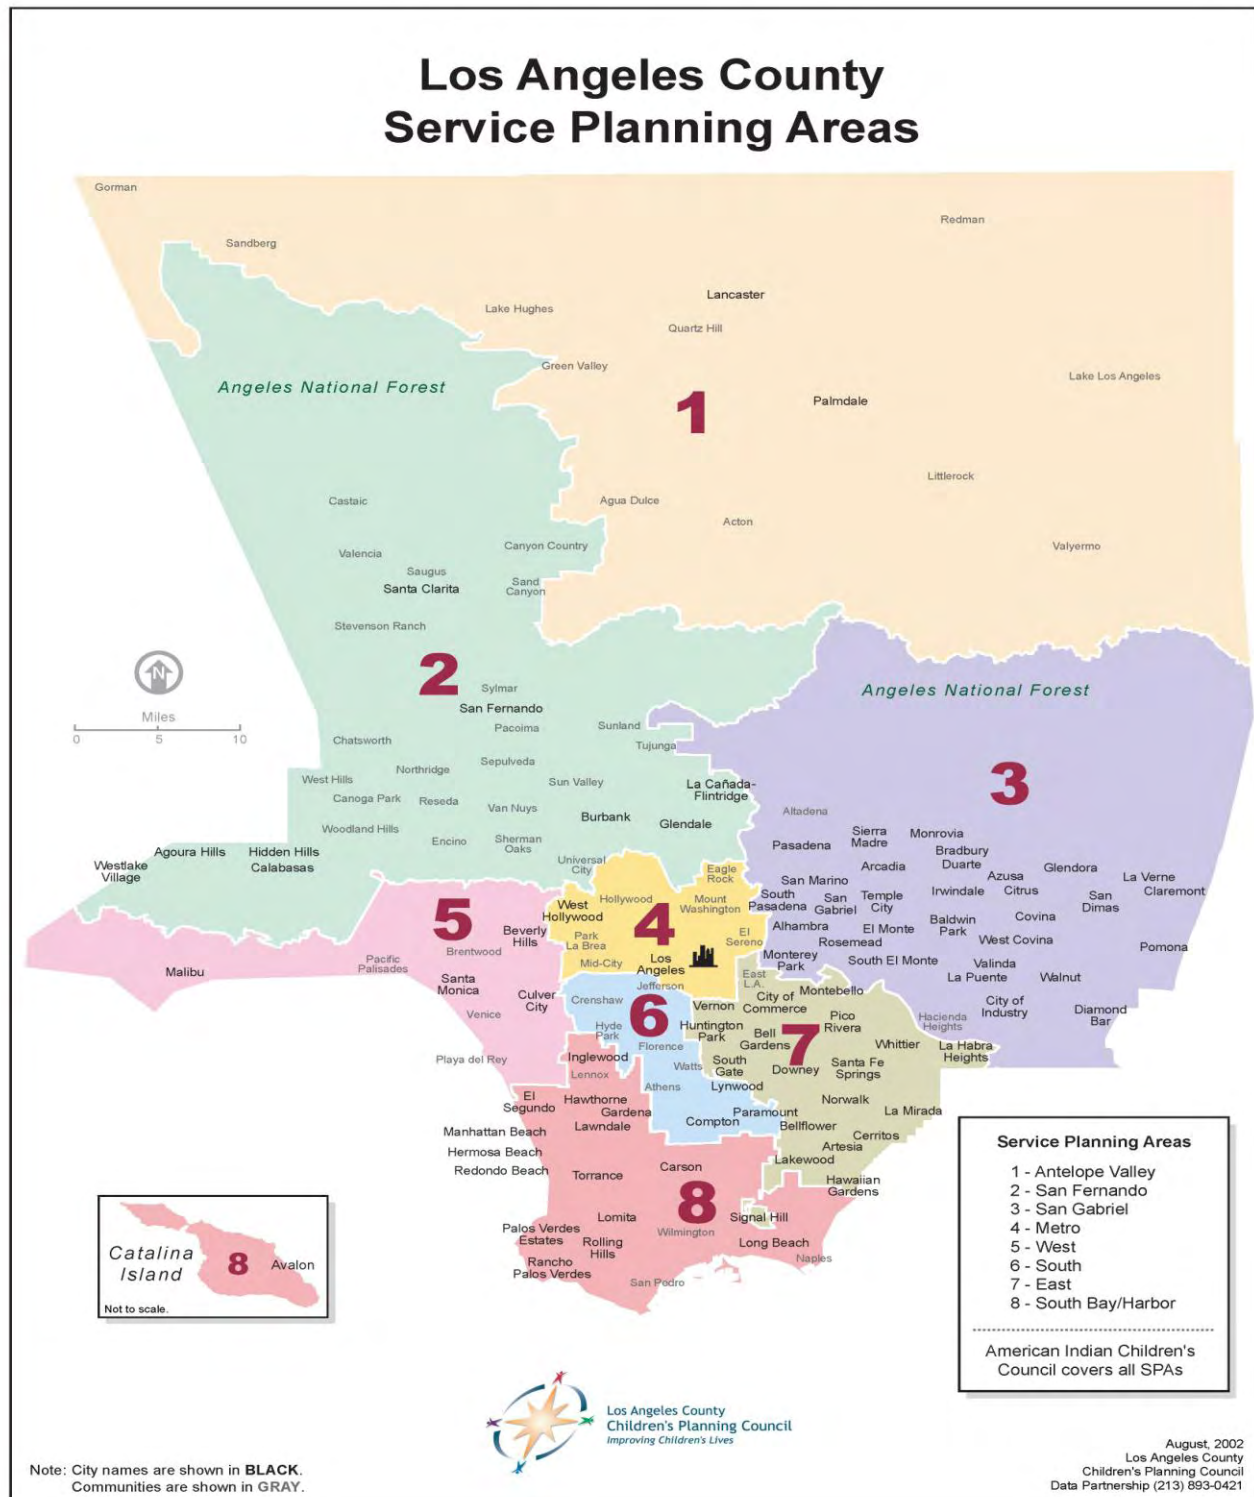 Los Angeles County
Service Planning Areas
Gorman
Redman
Sandberg
Lancaster
Lake Hughes
Quartz Hill
Green Valley
Lake Los Angeles
Angeles National Forest
1
Palmdale
Littlerock
Castaic
Agua Dulce
Acton
Canyon Country
Valyermo
Valencia
Saugus
Santa Clarita
Sand
Canyon
Stevenson Ranch
N
2
Sylmar
San Fernando
Angeles National Forest
Miles
0 5 10
Pacoima
Sunland
Tujunga
Chatsworth
Northridge
Sepulveda
West Hills
Sun Valley
3
La Cañada-
Flintridge
Canoga Park
Reseda
Van Nuys
Burbank
Glendale
Altadena
Woodland Hills
Encino
Sherman
Oaks
Pasadena
Sierra
Madre
Monrovia
Bradbury
Duarte
Agoura Hills
Hidden Hills
Calabasas
Westlake
Village
Universal
City
Eagle
Rock
Arcadia
Azusa
Glendora
La Verne
Claremont
San Marino
Citrus
Irwindale
San
Dimas
5
West
Hollywood
Hollywood
4
Mount
Washington
South
Pasadena
San
Gabriel
Temple
City
Baldwin
Park
Covina
Beverly
Hills
Park
La Brea
El
Sereno
Alhambra
El Monte
Rosemead
West Covina
Pomona
Brentwood
Pacific
Palisades
Malibu
Mid-City
Los
Angeles
Monterey
Park
South El Monte
Valinda
La Puente
Walnut
Santa
Monica
Culver
City
Jefferson
East
L.A.
Montebello
City of
Commerce
City of
Industry
Diamond
Bar
Venice
Crenshaw
6
Vernon
Pico
Rivera
Hacienda
Heights
Hyde
Park
Huntington
Park
Bell
Gardens
7
Whittier
La Habra
Heights
Playa del Rey
Inglewood
Florence
Lennox
Watts
South
Gate
Downey
Santa Fe
Springs
Athens
Lynwood
El
Segundo
Hawthorne
Gardena
Lawndale
Norwalk
La Mirada
Manhattan Beach
Compton
Paramount
Bellflower
Cerritos
Artesia
Hermosa Beach
Redondo Beach
Torrance
Carson
Lakewood
Hawaiian
Gardens
8
Lomita
Signal Hill
Wilmington
Palos Verdes
Estates
Rolling
Hills
Long Beach
Naples
Rancho
Palos Verdes
San Pedro
Catalina
Island
8
Avalon
Not to scale.
Service Planning Areas
1 - Antelope Valley
2 - San Fernando
3 - San Gabriel
4 - Metro
5 - West
6 - South
7 - East
8 - South Bay/Harbor
American Indian Children's
Council covers all SPAs
Los Angeles County
Children's Planning Council
Improving Children's Lives
Note: City names are shown in BLACK.
Communities are shown in GRAY.
August, 2002
Los Angeles County
Children's Planning Council
Data Partnership (213) 893-0421